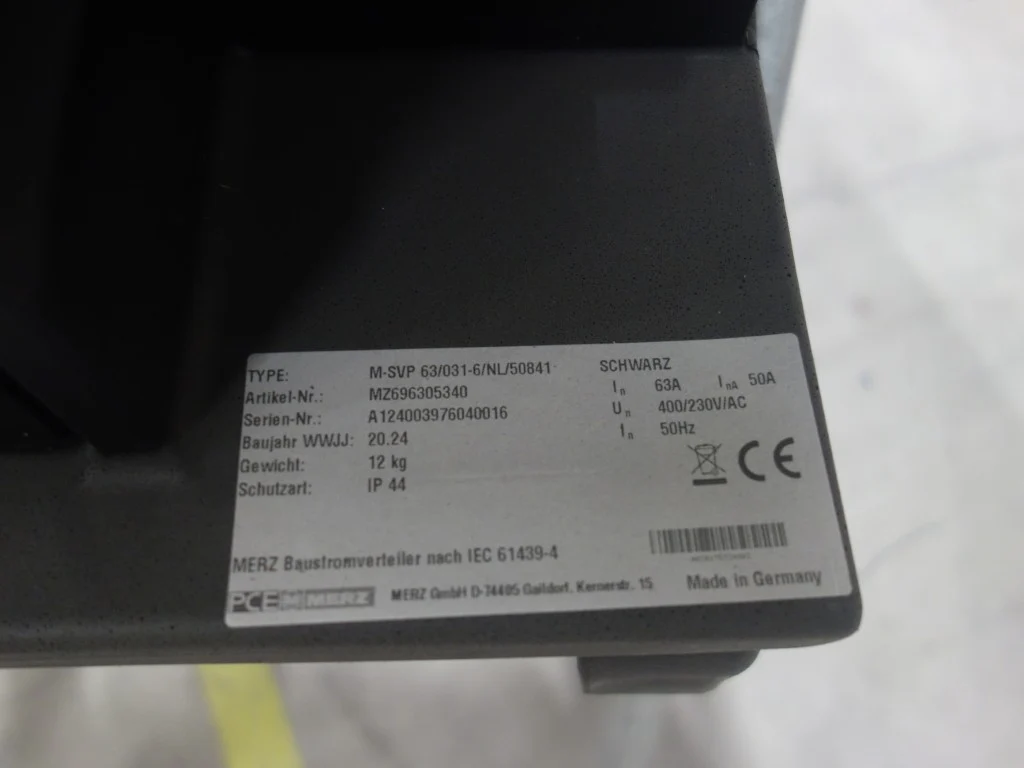 TYPE: M-SVP 63/031-6/NL/50841 SCHWARZ
Artikel-Nr.: MZ696305340 In 63A InA 50A
Serien-Nr.: A124003976040016 Un 400/230V/AC
Baujahr WWJJ: 20.24 fn 50Hz
Gewicht: 12 kg
Schutzart: IP 44
CE
MERZ Baustromverteiler nach IEC 61439-4
PCE MERZ MERZ GmbH D-74405 Gaildorf, Kernerstr. 15 Made in Germany